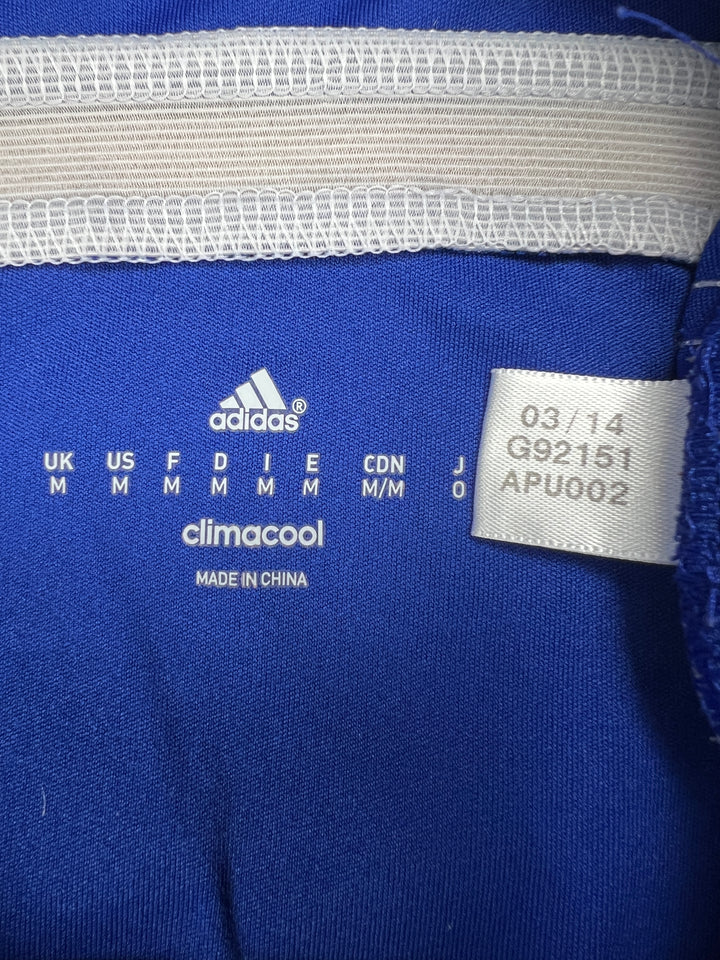 adidas®
UK US F D I E CDN J
M M M M M M M/M O
climacool
MADE IN CHINA
03/14
G92151
APU002